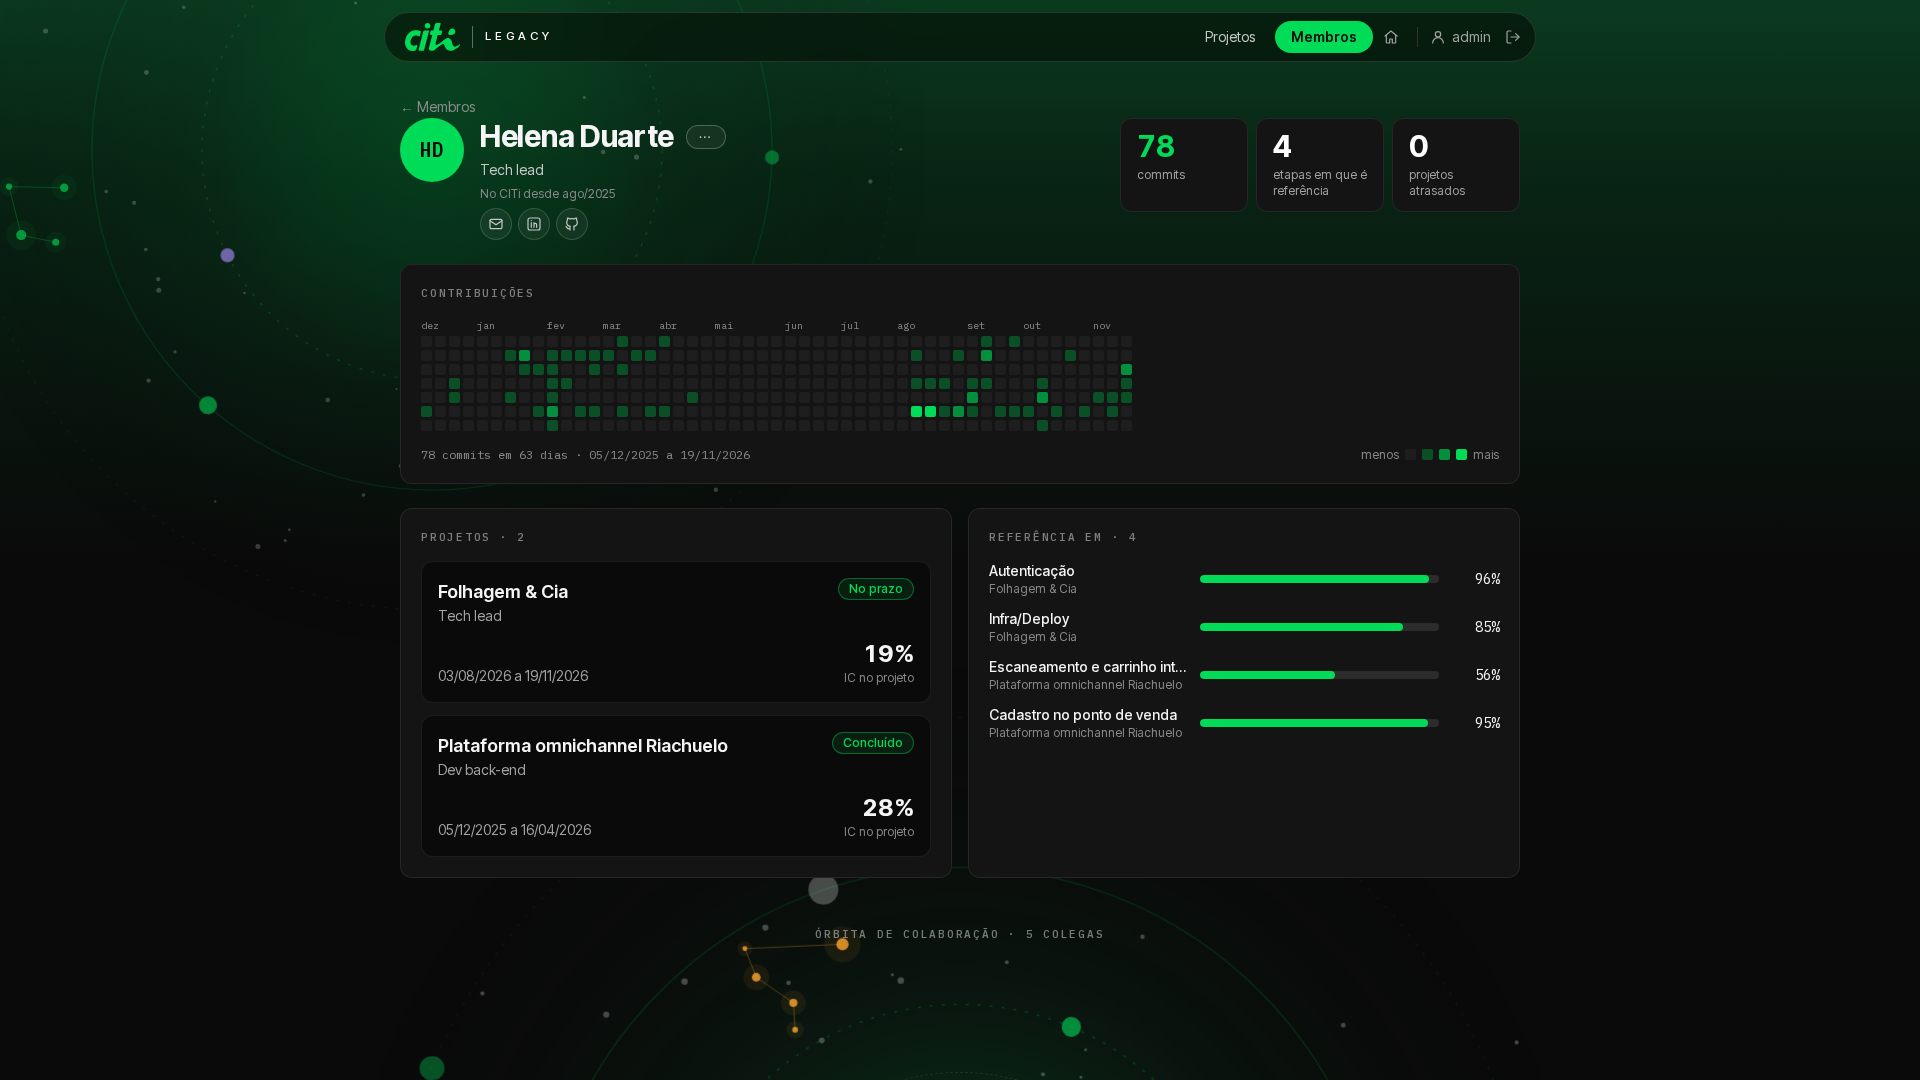 citi
LEGACY
Projetos
Membros
admin
← Membros
HD
Helena Duarte
···
Tech lead
No CITi desde ago/2025
78
commits
4
etapas em que é
referência
0
projetos
atrasados
CONTRIBUIÇÕES
dez jan fev mar abr mai jun jul ago set out nov
78 commits em 63 dias · 05/12/2025 a 19/11/2026
menos
mais
PROJETOS · 2
Folhagem & Cia
No prazo
Tech lead
19%
03/08/2026 a 19/11/2026
IC no projeto
Plataforma omnichannel Riachuelo
Concluído
Dev back-end
28%
05/12/2025 a 16/04/2026
IC no projeto
REFERÊNCIA EM · 4
Autenticação
Folhagem & Cia
96%
Infra/Deploy
Folhagem & Cia
85%
Escaneamento e carrinho int...
Plataforma omnichannel Riachuelo
56%
Cadastro no ponto de venda
Plataforma omnichannel Riachuelo
95%
ÓRBITA DE COLABORAÇÃO · 5 COLEGAS